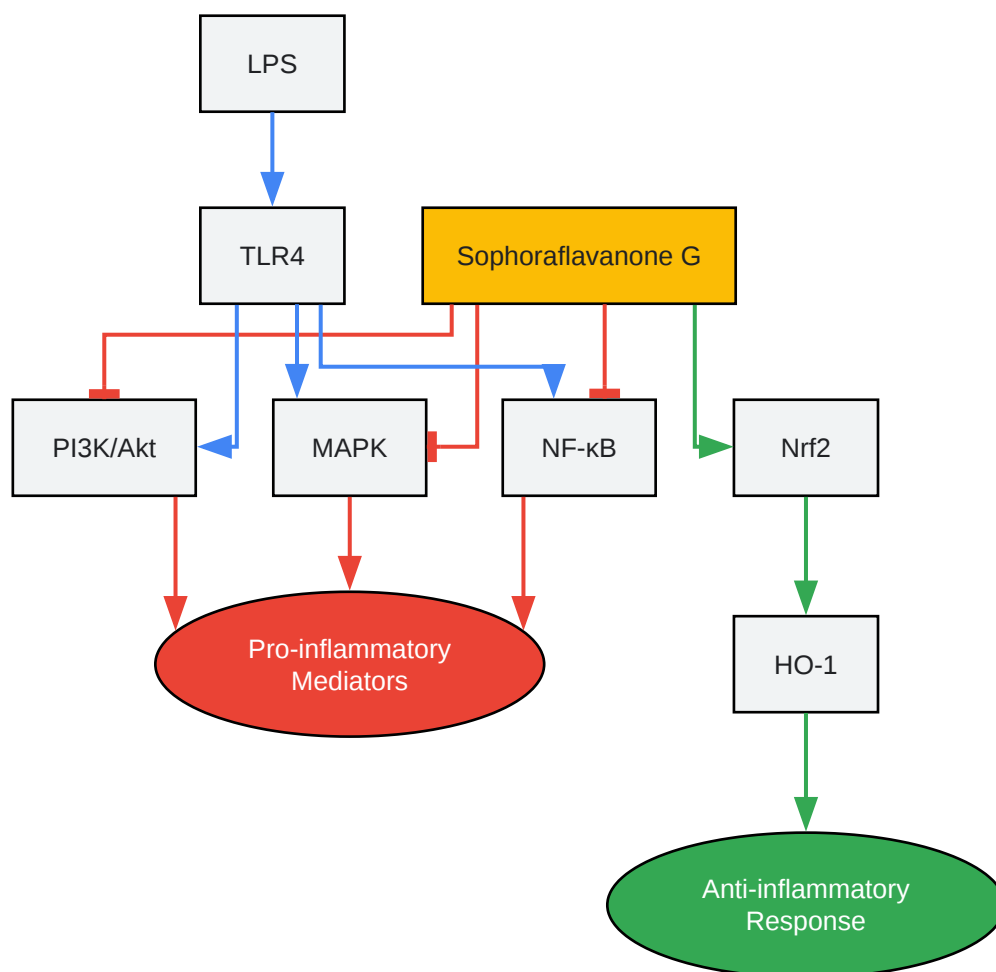 LPS
TLR4
Sophoraflavanone G
PI3K/Akt
MAPK
NF-κB
Nrf2
Pro-inflammatory
Mediators
HO-1
Anti-inflammatory
Response